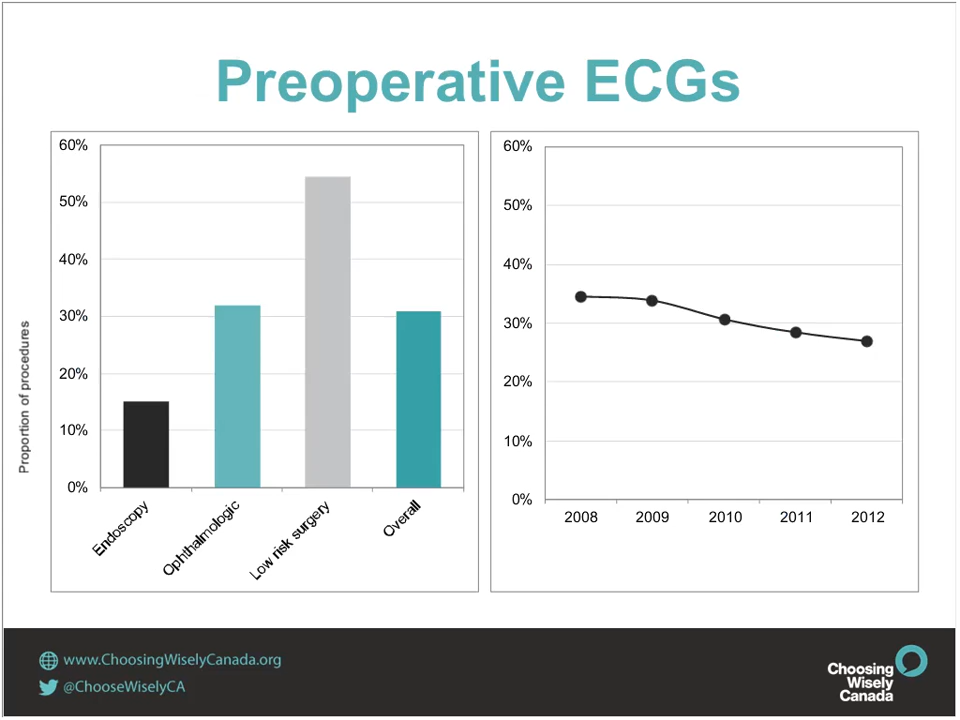 Preoperative ECGs
60%
50%
40%
30%
20%
10%
0%
Proportion of procedures
Endoscopy
Ophthalmologic
Low risk surgery
Overall
60%
50%
40%
30%
20%
10%
0%
2008 2009 2010 2011 2012
www.ChoosingWiselyCanada.org
@ChooseWiselyCA
Choosing
Wisely
Canada